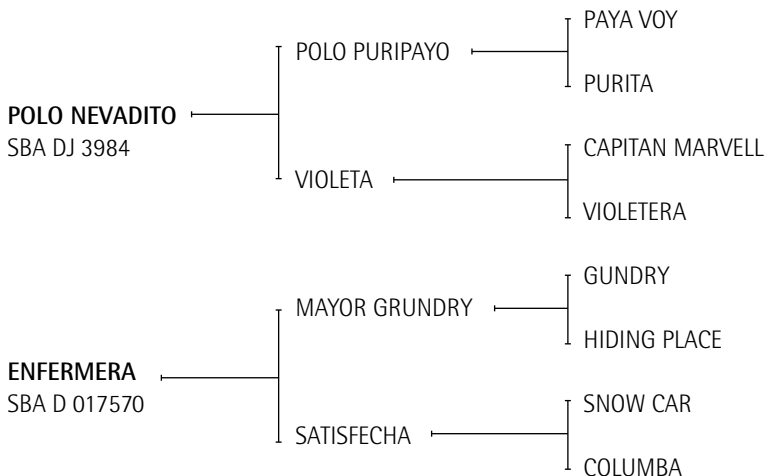 PAYA VOY
POLO PURIPAYO
PURITA
POLO NEVADITO
SBA DJ 3984
CAPITAN MARVELL
VIOLETA
VIOLETERA
GUNDRY
MAYOR GRUNDRY
HIDING PLACE
ENFERMERA
SBA D 017570
SNOW CAR
SATISFECHA
COLUMBA